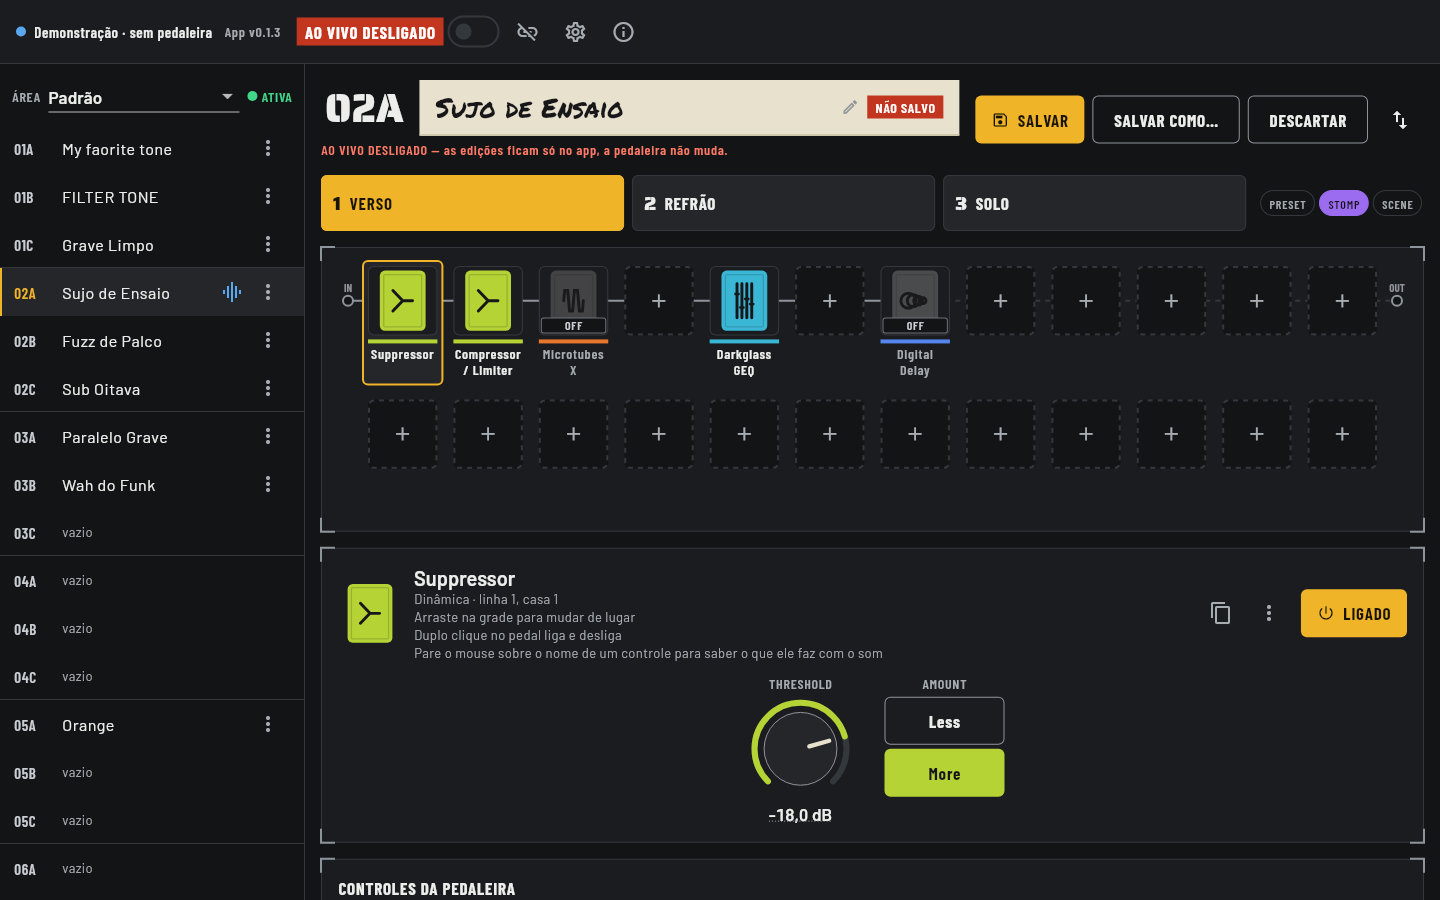 Demonstração · sem pedaleira App v0.1.3 AO VIVO DESLIGADO
ÁREA Padrão ATIVA
01A My faorite tone
01B FILTER TONE
01C Grave Limpo
02A Sujo de Ensaio
02B Fuzz de Palco
02C Sub Oitava
03A Paralelo Grave
03B Wah do Funk
03C vazio
04A vazio
04B vazio
04C vazio
05A Orange
05B vazio
05C vazio
06A vazio
02A Sujo de Ensaio NÃO SALVO SALVAR SALVAR COMO... DESCARTAR
AO VIVO DESLIGADO — as edições ficam só no app, a pedaleira não muda.
1 VERSO 2 REFRÃO 3 SOLO PRESET STOMP SCENE
IN OUT
OFF OFF
Suppressor Compressor Microtubes Darkglass Digital
/ Limiter X GEQ Delay
Suppressor
Dinâmica · linha 1, casa 1
Arraste na grade para mudar de lugar
Duplo clique no pedal liga e desliga
Pare o mouse sobre o nome de um controle para saber o que ele faz com o som
LIGADO
THRESHOLD AMOUNT
Less
More
-18,0 dB
CONTROLES DA PEDALEIRA